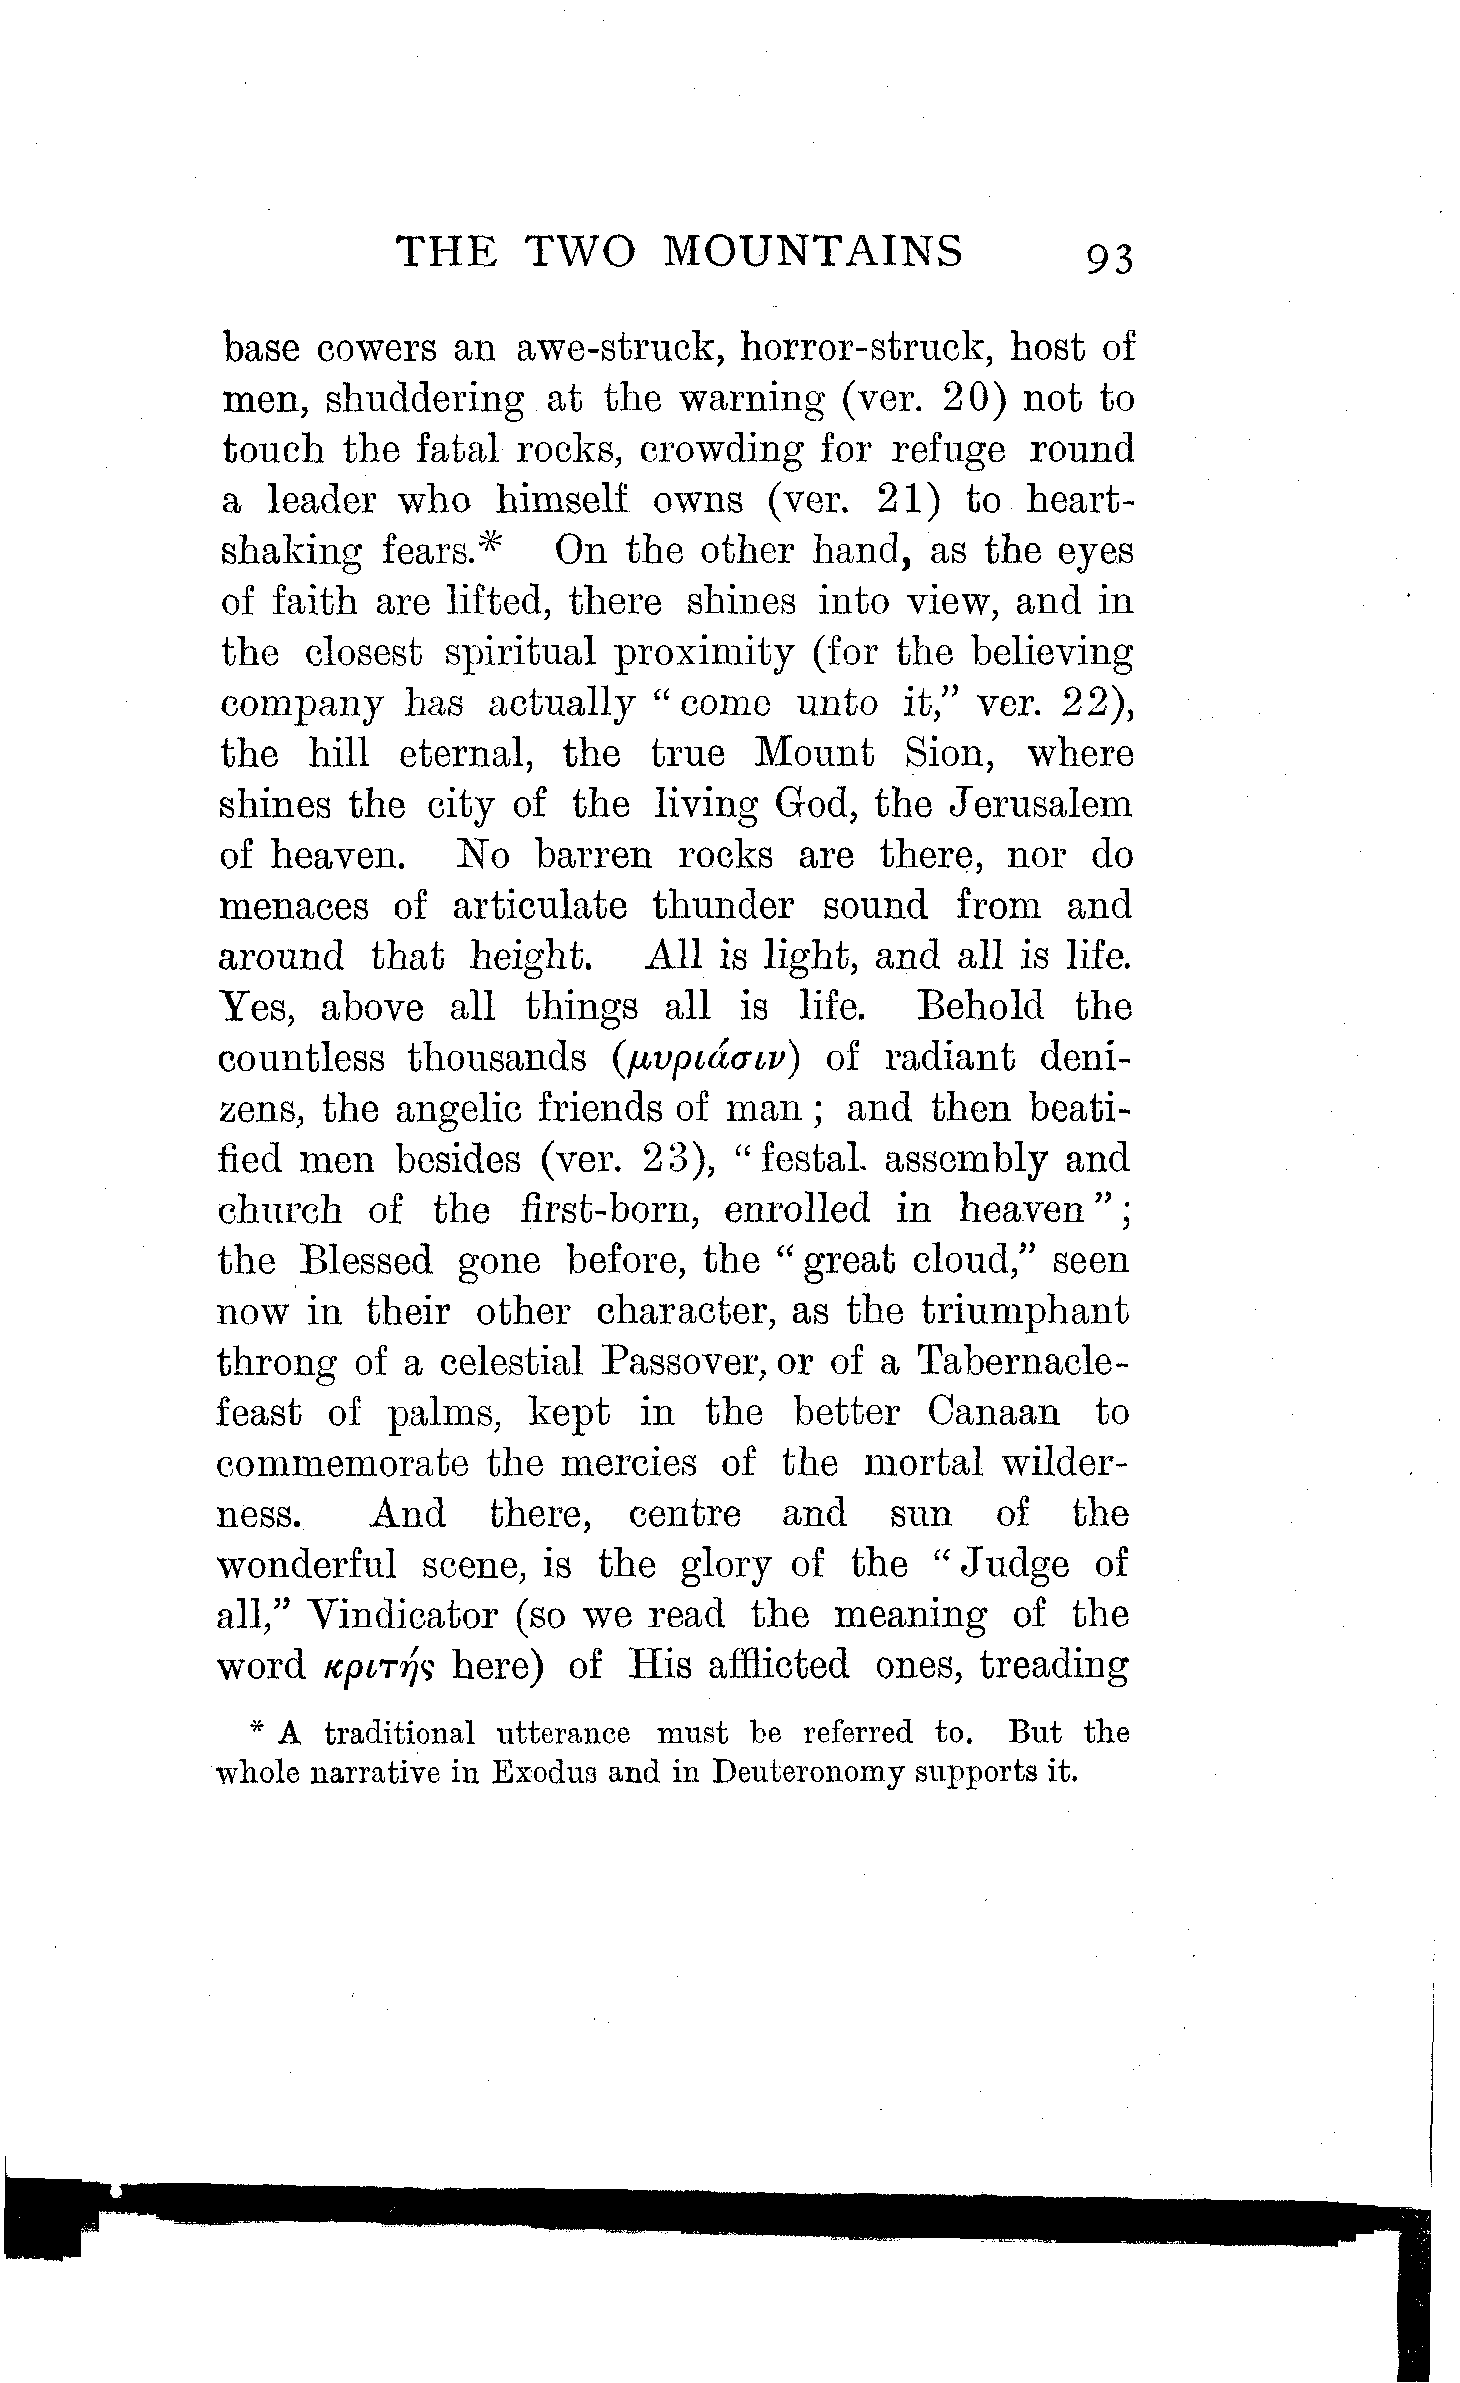 THE TWO MOUNTAINS 93
base cowers an awe-struck, horror-struck, host of
men, shuddering at the warning (ver. 20) not to
touch the fatal rocks, crowding for refuge round
a leader who himself owns (ver. 21) to heart-
shaking fears.* On the other hand, as the eyes
of faith are lifted, there shines into view, and in
the closest spiritual proximity (for the believing
company has actually “come unto it,” ver. 22),
the hill eternal, the true Mount Sion, where
shines the city of the living God, the Jerusalem
of heaven. No barren rocks are there, nor do
menaces of articulate thunder sound from and
around that height. All is light, and all is life.
Yes, above all things all is life. Behold the
countless thousands (μυριάσιν) of radiant deni-
zens, the angelic friends of man; and then beati-
fied men besides (ver. 23), “festal assembly and
church of the first-born, enrolled in heaven”;
the Blessed gone before, the “great cloud,” seen
now in their other character, as the triumphant
throng of a celestial Passover, or of a Tabernacle-
feast of palms, kept in the better Canaan to
commemorate the mercies of the mortal wilder-
ness. And there, centre and sun of the
wonderful scene, is the glory of the “Judge of
all,” Vindicator (so we read the meaning of the
word κριτής here) of His afflicted ones, treading
* A traditional utterance must be referred to. But the
whole narrative in Exodus and in Deuteronomy supports it.